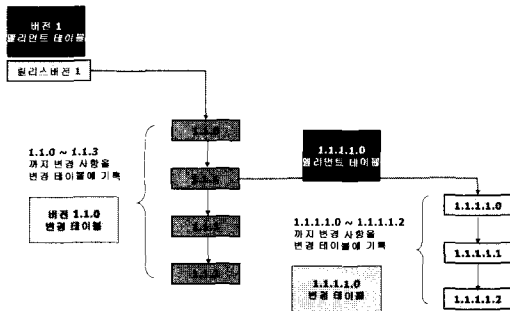 버전 1
엘리먼트 테이블
릴리스버전 1
1.1.0 ~ 1.1.3
까지 변경 사항을
변경 테이블에 기록
버전 1.1.0
변경 테이블
1.1.1.1.0
엘리먼트 테이블
1.1.1.1.0 ~ 1.1.1.1.2
까지 변경 사항을
변경 테이블에 기록
1.1.1.1.0
변경 테이블
1.1.1.1.0
1.1.1.1.1
1.1.1.1.2